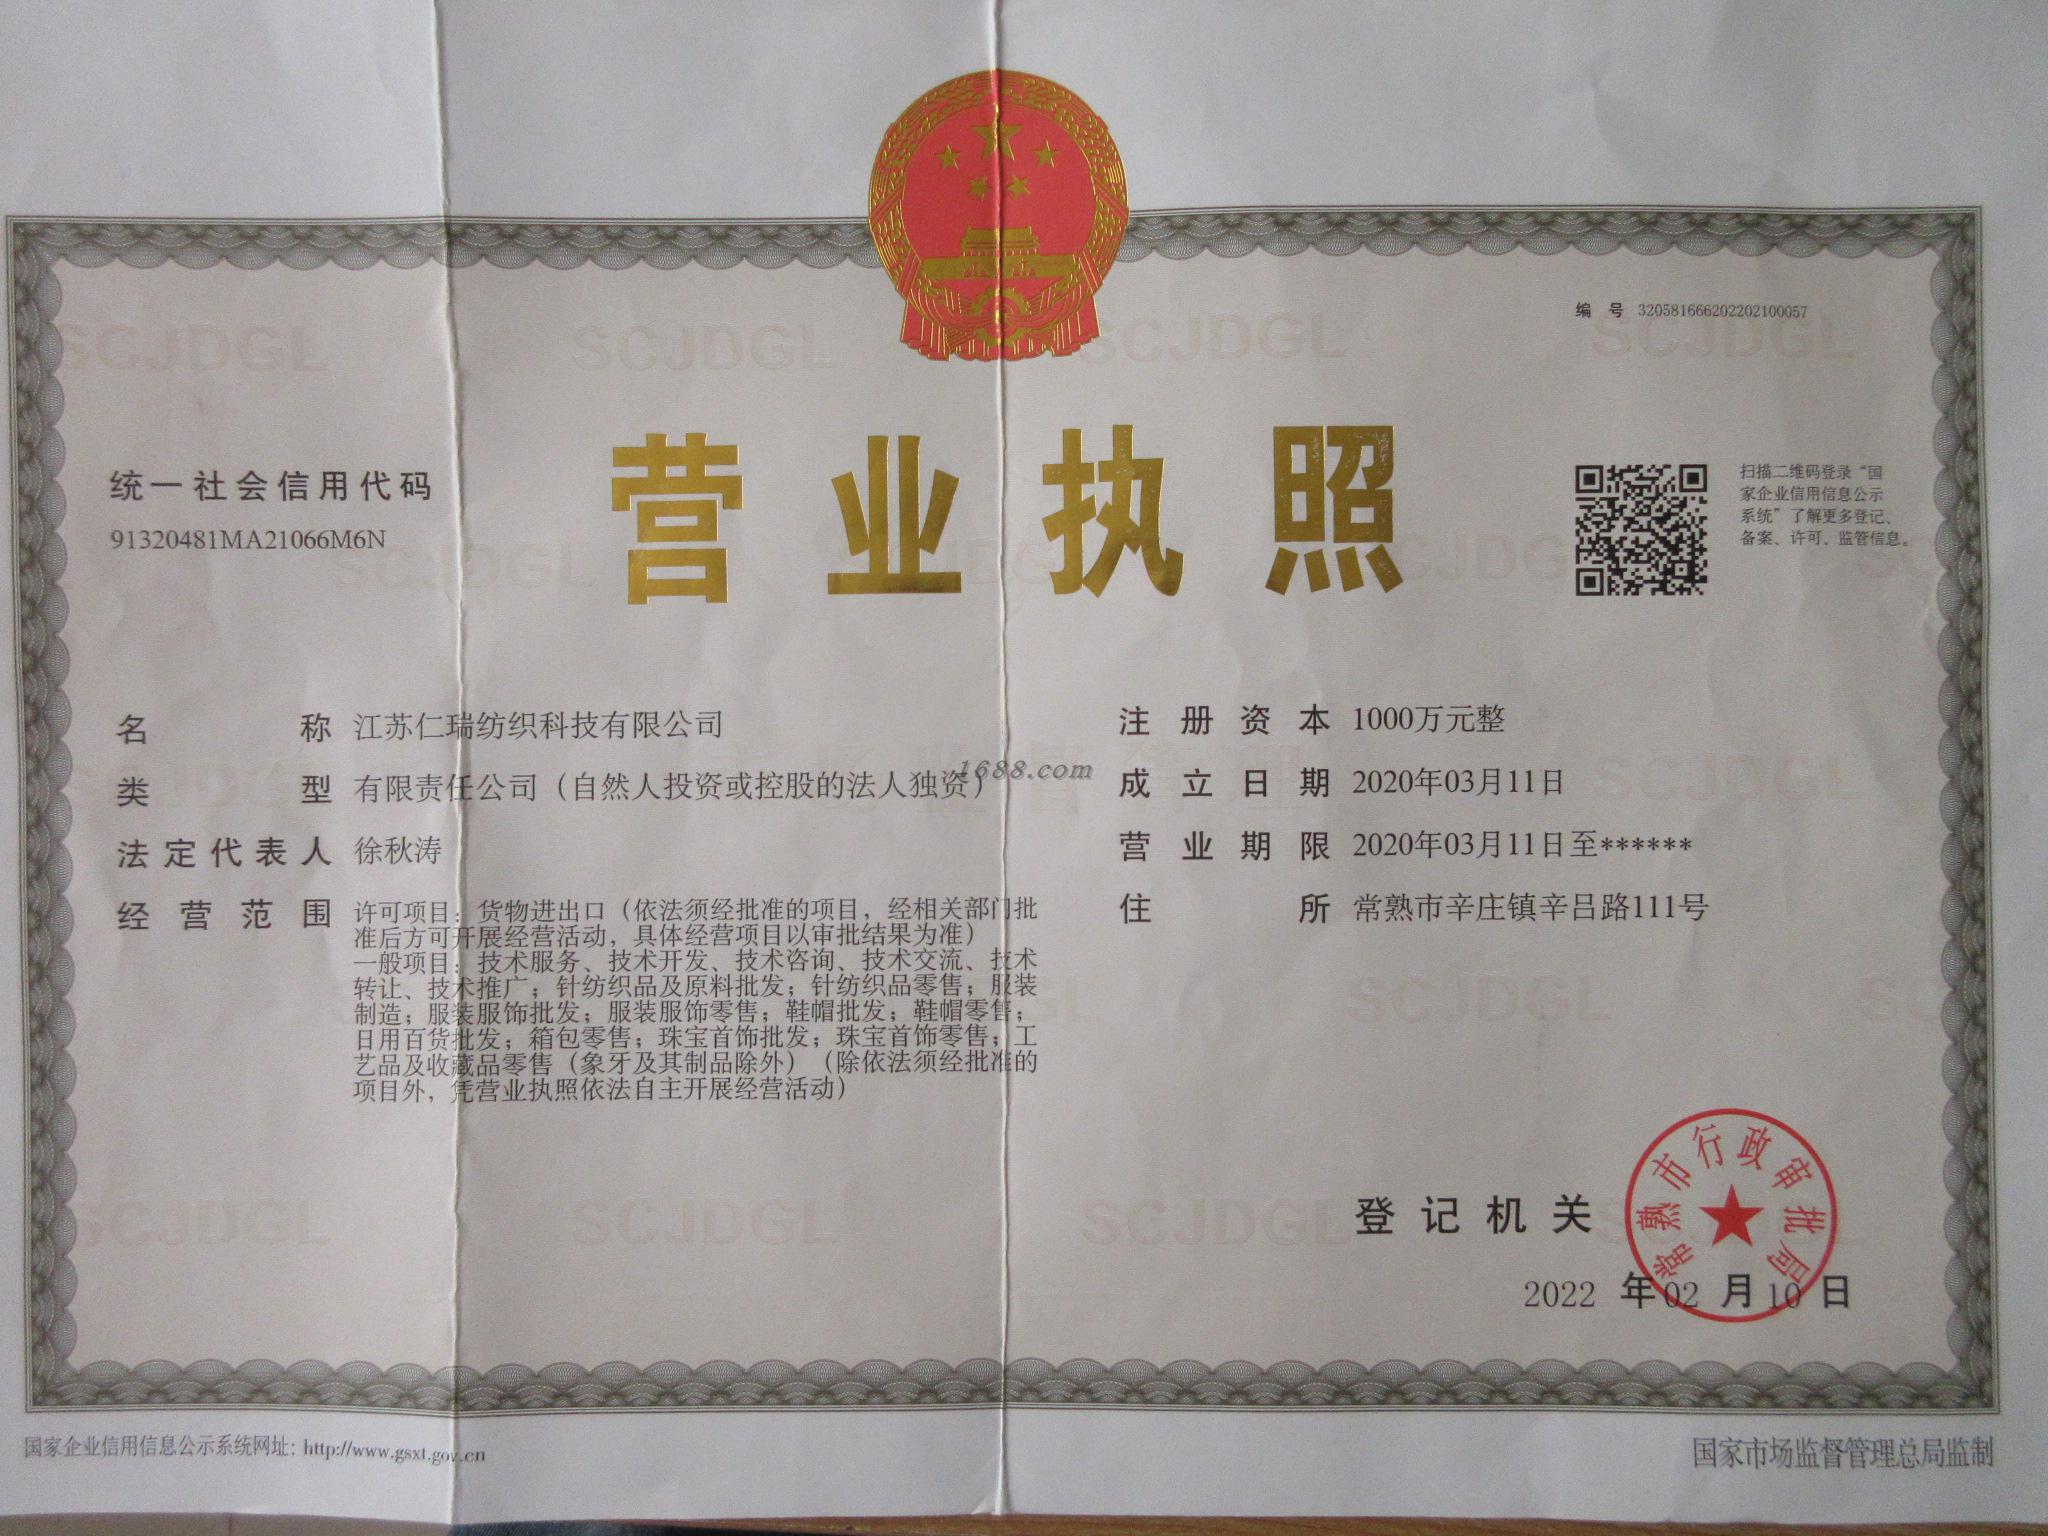 编 号 320581666202202100057
统一社会信用代码
91320481MA21066M6N
营业执照
扫描二维码登录“国
家企业信用信息公示
系统”了解更多登记、
备案、许可、监管信息。
名 称 江苏仁瑞纺织科技有限公司
类 型 有限责任公司（自然人投资或控股的法人独资）
法定代表人 徐秋涛
经营范围 许可项目：货物进出口（依法须经批准的项目，经相关部门批
准后方可开展经营活动，具体经营项目以审批结果为准）
一般项目：技术服务、技术开发、技术咨询、技术交流、技术
转让、技术推广；针纺织品及原料批发；针纺织品零售；服装
制造；服装服饰批发；服装服饰零售；鞋帽批发；鞋帽零售；
日用百货批发；箱包零售；珠宝首饰批发；珠宝首饰零售；工
艺品及收藏品零售（象牙及其制品除外）（除依法须经批准的
项目外，凭营业执照依法自主开展经营活动）
1688.com
注册资本 1000万元整
成立日期 2020年03月11日
营业期限 2020年03月11日至******
住 所 常熟市辛庄镇辛吕路111号
登记机关
常熟市行政审批局
2022 年 02 月 10 日
国家企业信用信息公示系统网址：http://www.gsxt.gov.cn
国家市场监督管理总局监制
SCJDGL